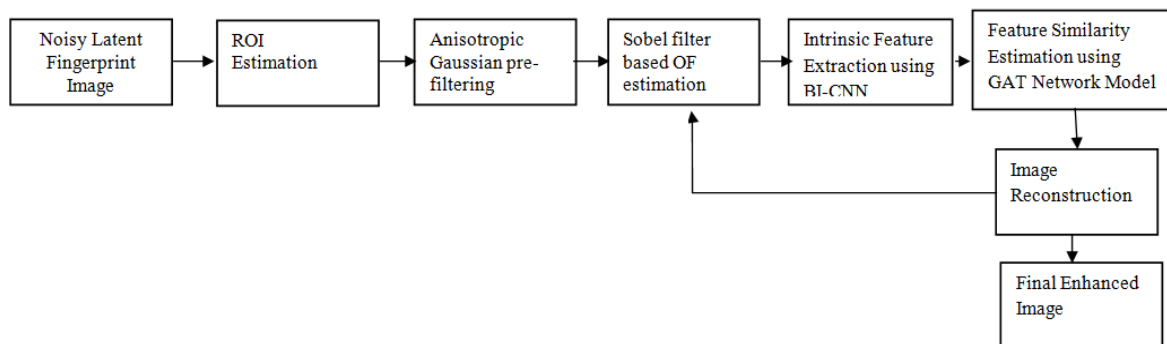 Noisy Latent
Fingerprint
Image
ROI
Estimation
Anisotropic
Gaussian pre-
filtering
Sobel filter
based OF
estimation
Intrinsic Feature
Extraction using
BI-CNN
Feature Similarity
Estimation using
GAT Network Model
Image
Reconstruction
Final Enhanced
Image